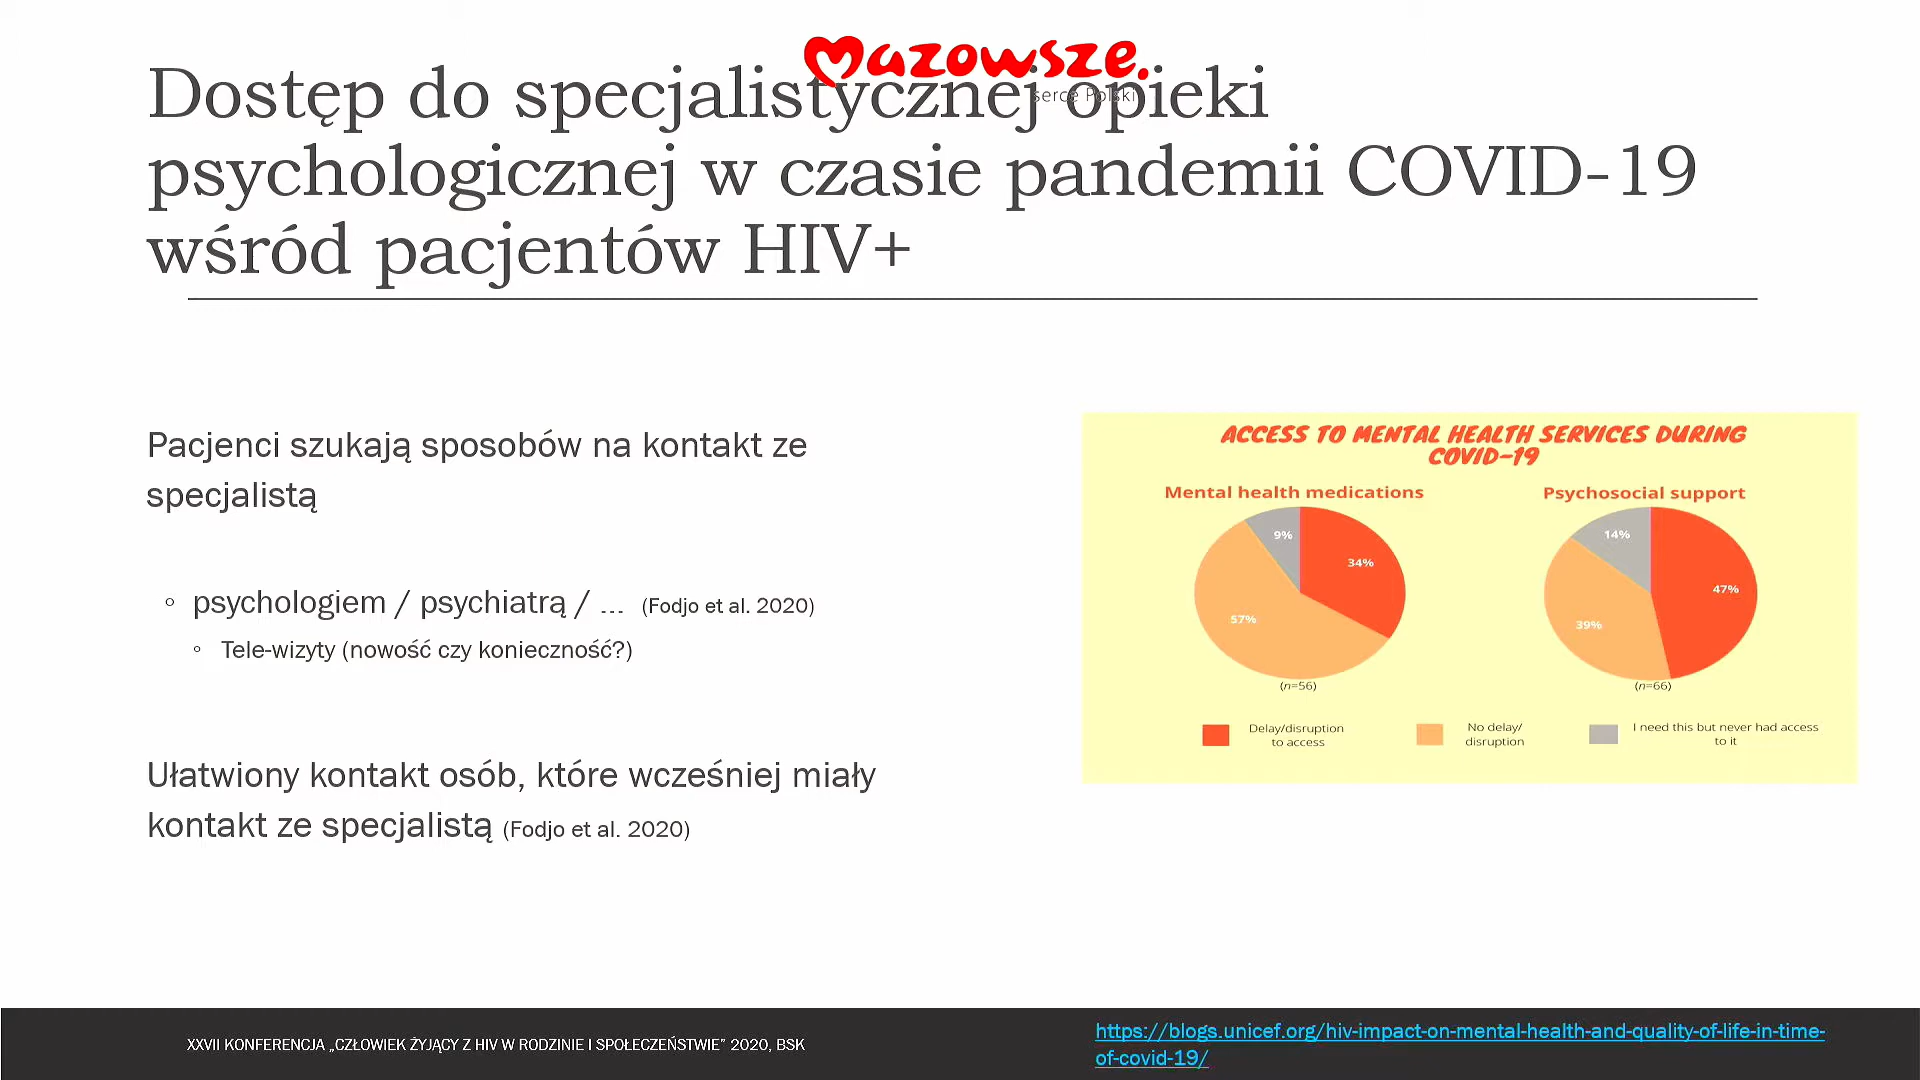 Mazowsze.
serce Polski
Dostęp do specjalistycznej opieki
psychologicznej w czasie pandemii COVID-19
wśród pacjentów HIV+
Pacjenci szukają sposobów na kontakt ze
specjalistą
◦ psychologiem / psychiatrą / … (Fodjo et al. 2020)
◦ Tele-wizyty (nowość czy konieczność?)
Ułatwiony kontakt osób, które wcześniej miały
kontakt ze specjalistą (Fodjo et al. 2020)
ACCESS TO MENTAL HEALTH SERVICES DURING
COVID-19
Mental health medications
9%
34%
57%
(n=56)
Psychosocial support
14%
47%
39%
(n=66)
Delay/disruption
to access
No delay/
disruption
I need this but never had access
to it
XXVII KONFERENCJA „CZŁOWIEK ŻYJĄCY Z HIV W RODZINIE I SPOŁECZEŃSTWIE” 2020, BSK
https://blogs.unicef.org/hiv-impact-on-mental-health-and-quality-of-life-in-time-
of-covid-19/